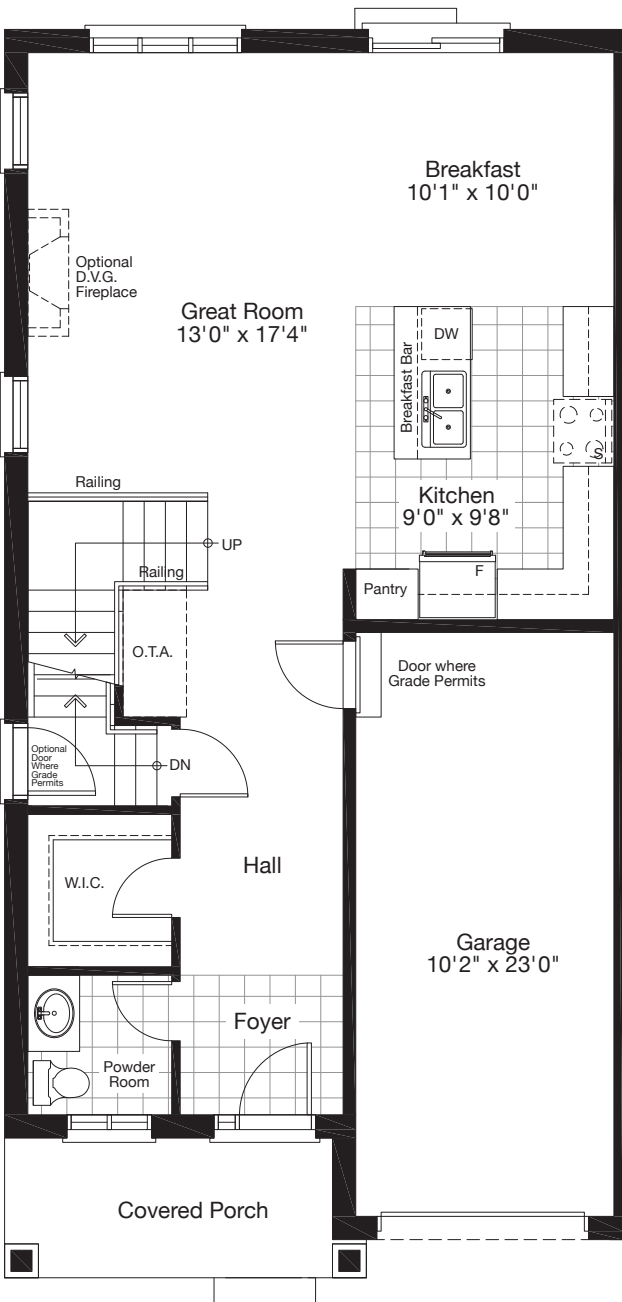 Breakfast
10'1" x 10'0"
Optional
D.V.G.
Fireplace
Great Room
13'0" x 17'4"
DW
Breakfast Bar
S
Railing
Kitchen
9'0" x 9'8"
UP
Railing
F
Pantry
O.T.A.
Door where
Grade Permits
Optional
Door
Where
Grade
Permits
DN
Hall
W.I.C.
Garage
10'2" x 23'0"
Foyer
Powder
Room
Covered Porch